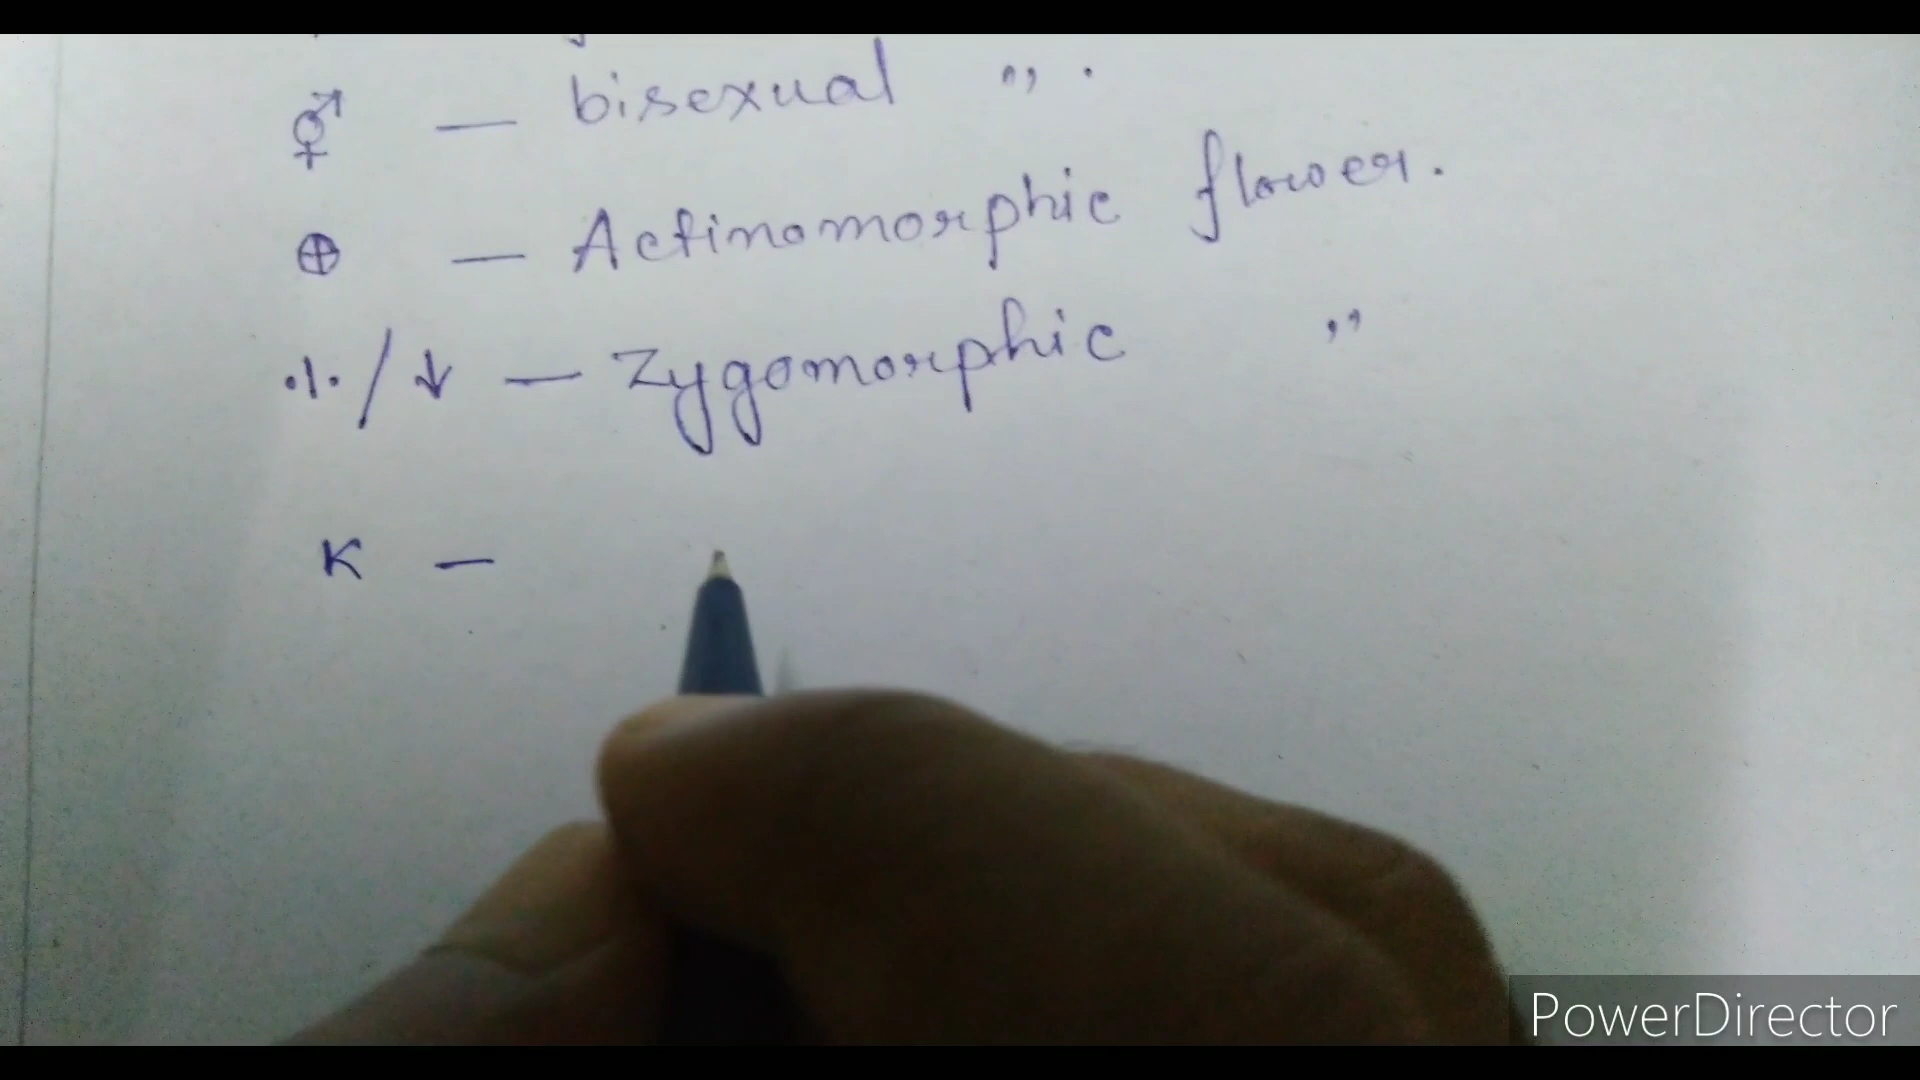 ⚥ — bisexual ,, .
⊕ — Actinomorphic flower.
·|· / ↓ — Zygomorphic ,,
K —
PowerDirector